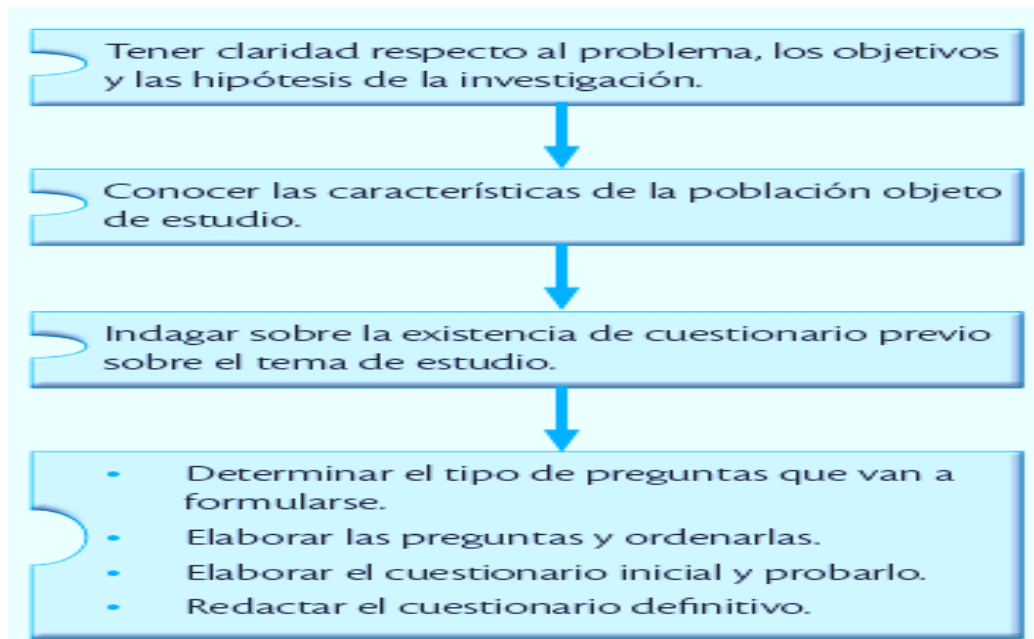 Tener claridad respecto al problema, los objetivos
y las hipótesis de la investigación.
Conocer las características de la población objeto
de estudio.
Indagar sobre la existencia de cuestionario previo
sobre el tema de estudio.
• Determinar el tipo de preguntas que van a
formularse.
• Elaborar las preguntas y ordenarlas.
• Elaborar el cuestionario inicial y probarlo.
• Redactar el cuestionario definitivo.